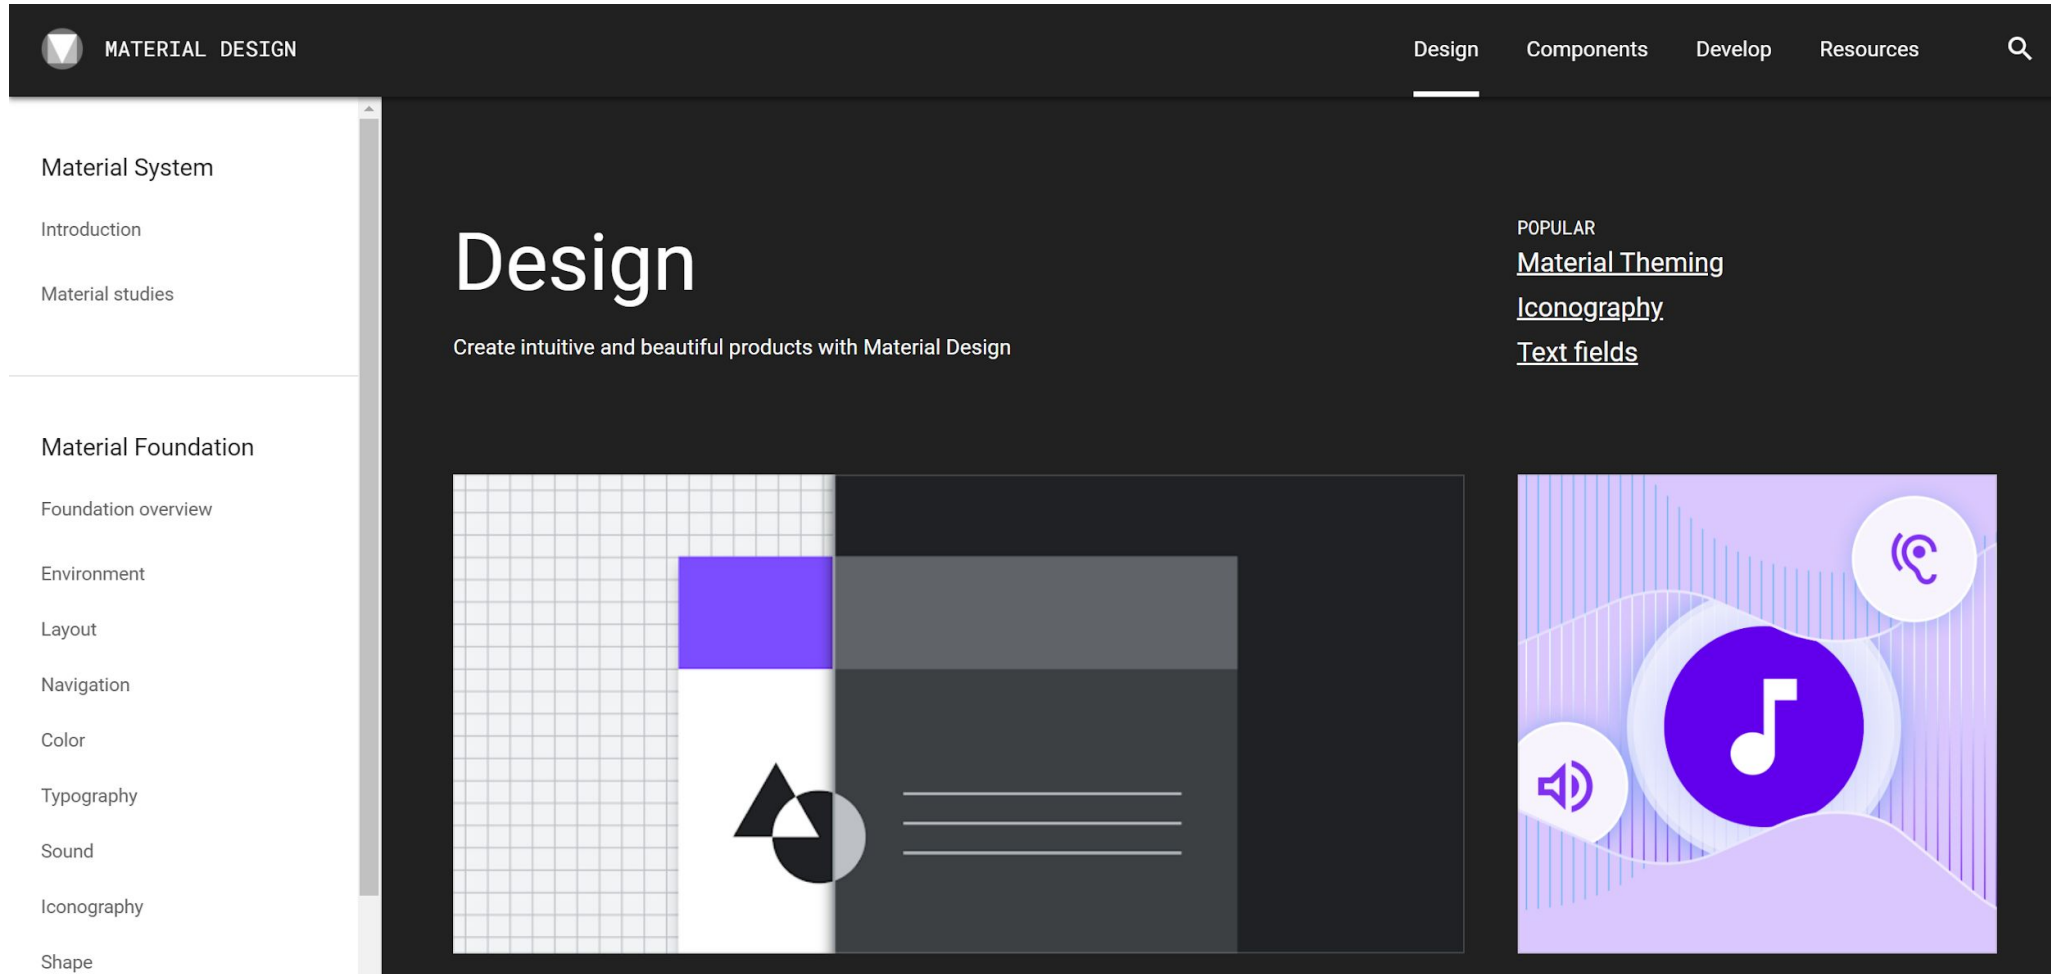 MATERIAL DESIGN
Design
Components
Develop
Resources
Material System
Introduction
Material studies
Material Foundation
Foundation overview
Environment
Layout
Navigation
Color
Typography
Sound
Iconography
Shape
Design
Create intuitive and beautiful products with Material Design
POPULAR
Material Theming
Iconography
Text fields